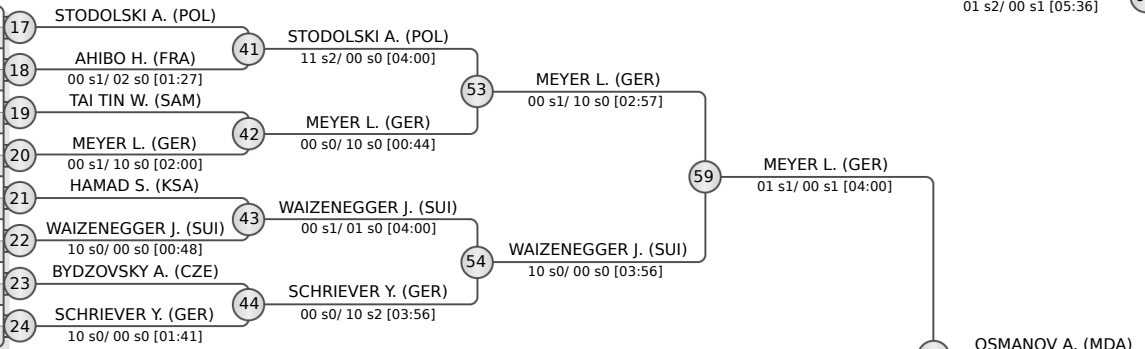 01 s2/ 00 s1 [05:36]
STODOLSKI A. (POL)
17
STODOLSKI A. (POL)
41
11 s2/ 00 s0 [04:00]
AHIBO H. (FRA)
18
00 s1/ 02 s0 [01:27]
MEYER L. (GER)
53
00 s1/ 10 s0 [02:57]
TAI TIN W. (SAM)
19
MEYER L. (GER)
42
00 s0/ 10 s0 [00:44]
MEYER L. (GER)
20
00 s1/ 10 s0 [02:00]
MEYER L. (GER)
59
01 s1/ 00 s1 [04:00]
HAMAD S. (KSA)
21
WAIZENEGGER J. (SUI)
43
00 s1/ 01 s0 [04:00]
WAIZENEGGER J. (SUI)
22
10 s0/ 00 s0 [00:48]
WAIZENEGGER J. (SUI)
54
10 s0/ 00 s0 [03:56]
BYDZOVSKY A. (CZE)
23
SCHRIEVER Y. (GER)
44
00 s0/ 10 s2 [03:56]
SCHRIEVER Y. (GER)
24
10 s0/ 00 s0 [01:41]
OSMANOV A. (MDA)